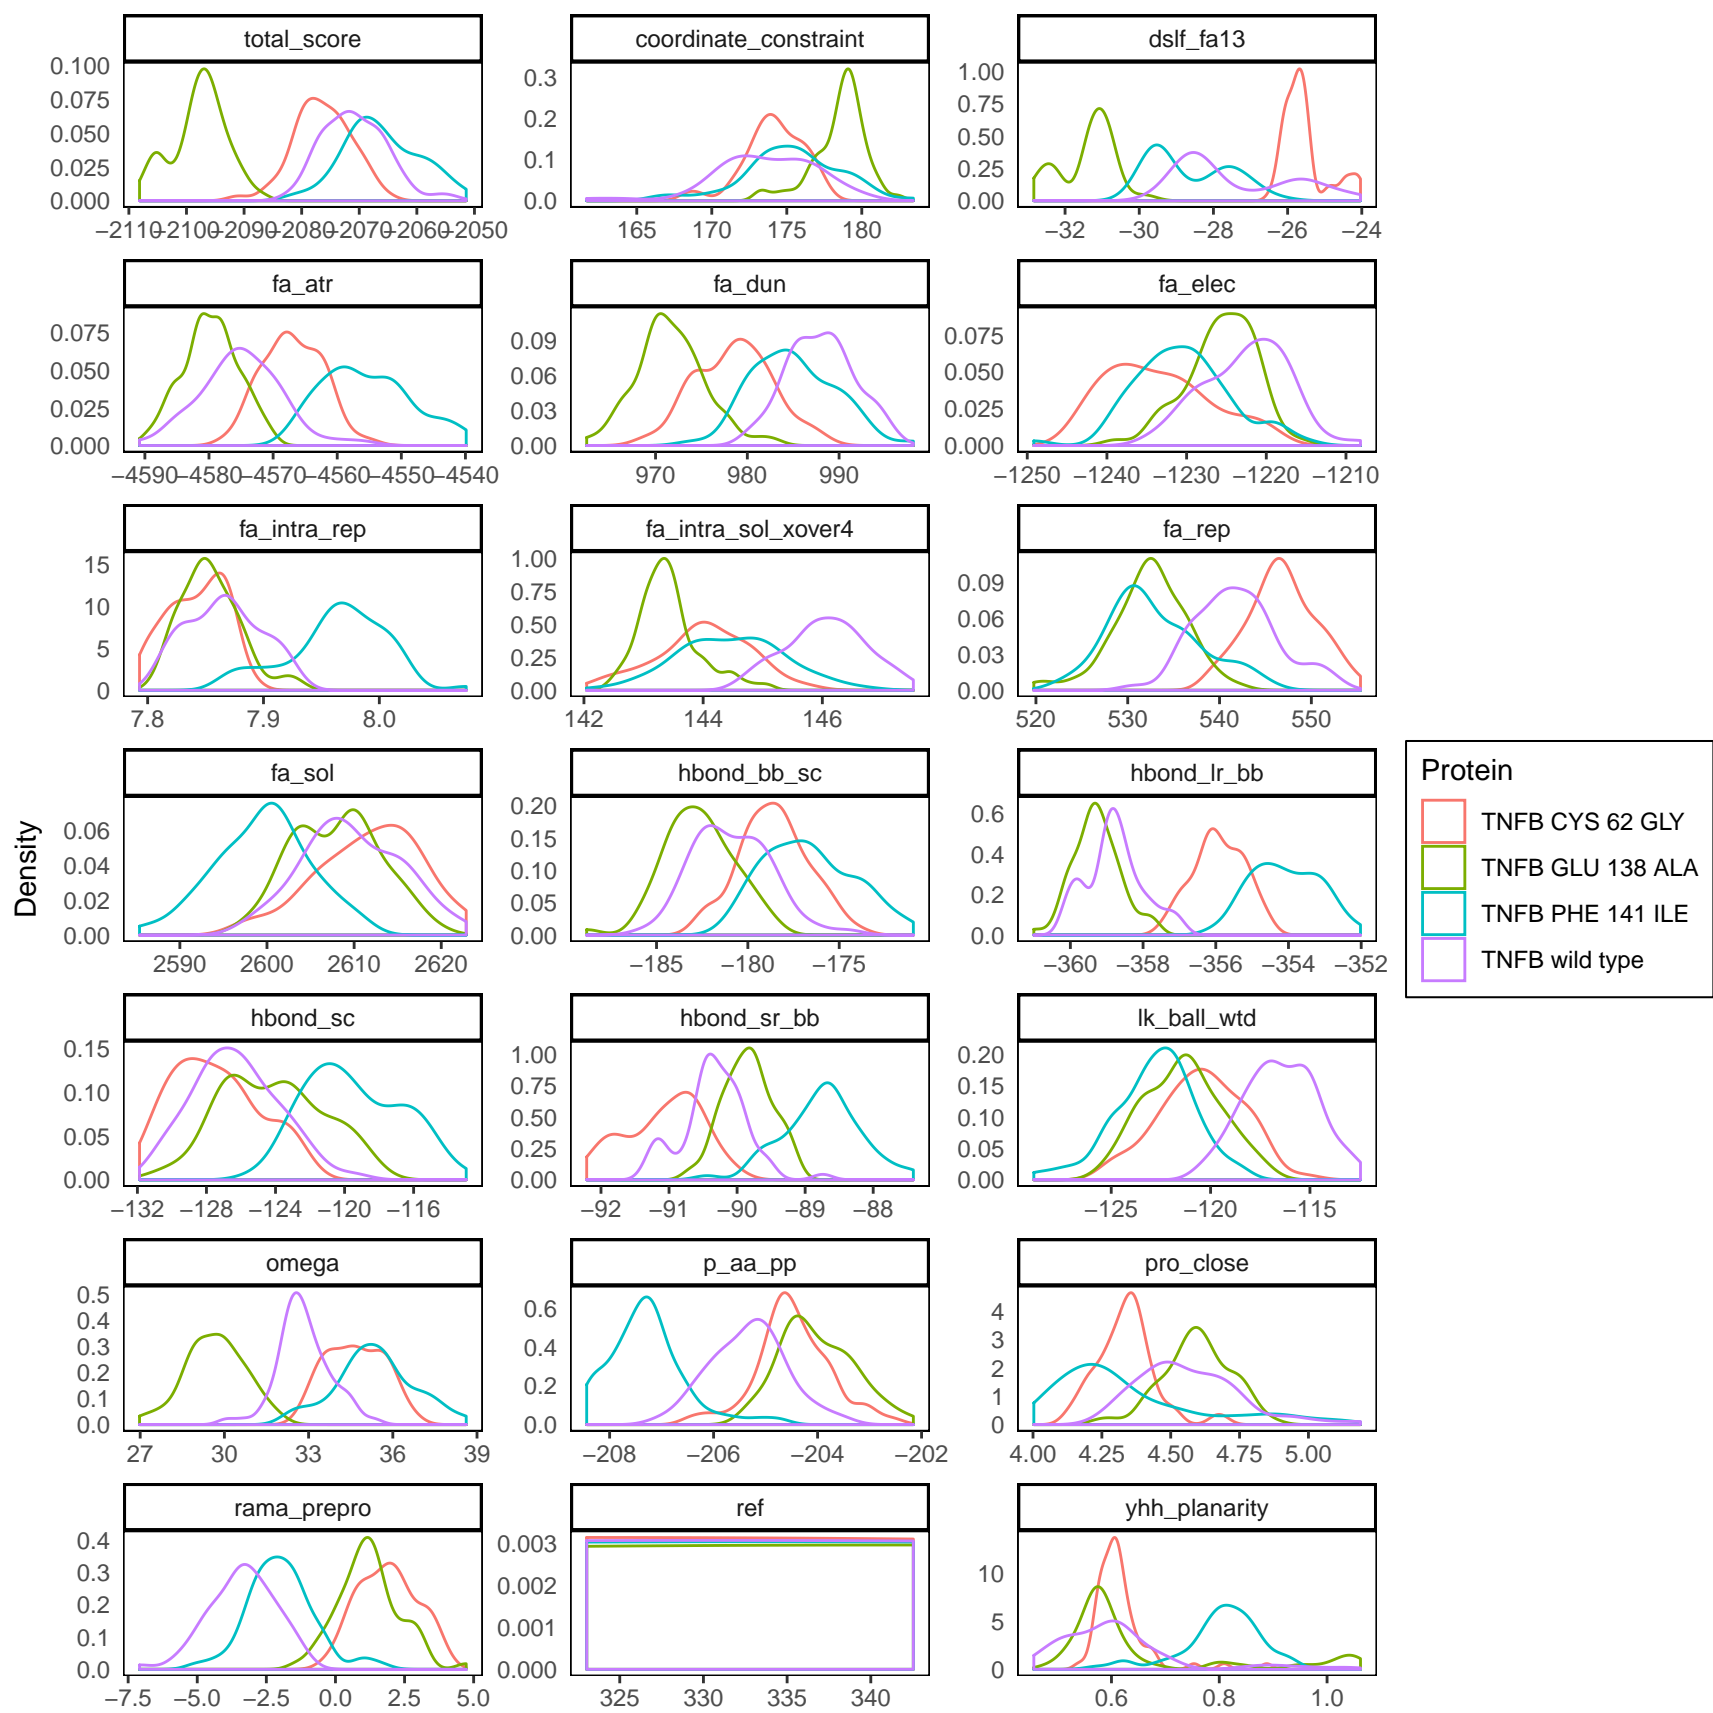 total_score
coordinate_constraint
dslf_fa13
0.100
0.075
0.050
0.025
0.000
−2110 −2100 −2090 −2080 −2070 −2060 −2050
0.3
0.2
0.1
0.0
165 170 175 180
1.00
0.75
0.50
0.25
0.00
−32 −30 −28 −26 −24
fa_atr
fa_dun
fa_elec
0.075
0.050
0.025
0.000
−4590 −4580 −4570 −4560 −4550 −4540
0.09
0.06
0.03
0.00
970 980 990
0.075
0.050
0.025
0.000
−1250 −1240 −1230 −1220 −1210
fa_intra_rep
fa_intra_sol_xover4
fa_rep
15
10
5
0
7.8 7.9 8.0
1.00
0.75
0.50
0.25
0.00
142 144 146
0.09
0.06
0.03
0.00
520 530 540 550
fa_sol
hbond_bb_sc
hbond_lr_bb
0.06
0.04
0.02
0.00
2590 2600 2610 2620
0.20
0.15
0.10
0.05
0.00
−185 −180 −175
0.6
0.4
0.2
0.0
−360 −358 −356 −354 −352
hbond_sc
hbond_sr_bb
lk_ball_wtd
0.15
0.10
0.05
0.00
−132 −128 −124 −120 −116
1.00
0.75
0.50
0.25
0.00
−92 −91 −90 −89 −88
0.20
0.15
0.10
0.05
0.00
−125 −120 −115
omega
p_aa_pp
pro_close
0.5
0.4
0.3
0.2
0.1
0.0
27 30 33 36 39
0.6
0.4
0.2
0.0
−208 −206 −204 −202
4
3
2
1
0
4.00 4.25 4.50 4.75 5.00
rama_prepro
ref
yhh_planarity
0.4
0.3
0.2
0.1
0.0
−7.5 −5.0 −2.5 0.0 2.5 5.0
0.003
0.002
0.001
0.000
325 330 335 340
10
5
0
0.6 0.8 1.0
Density
Protein
TNFB CYS 62 GLY
TNFB GLU 138 ALA
TNFB PHE 141 ILE
TNFB wild type